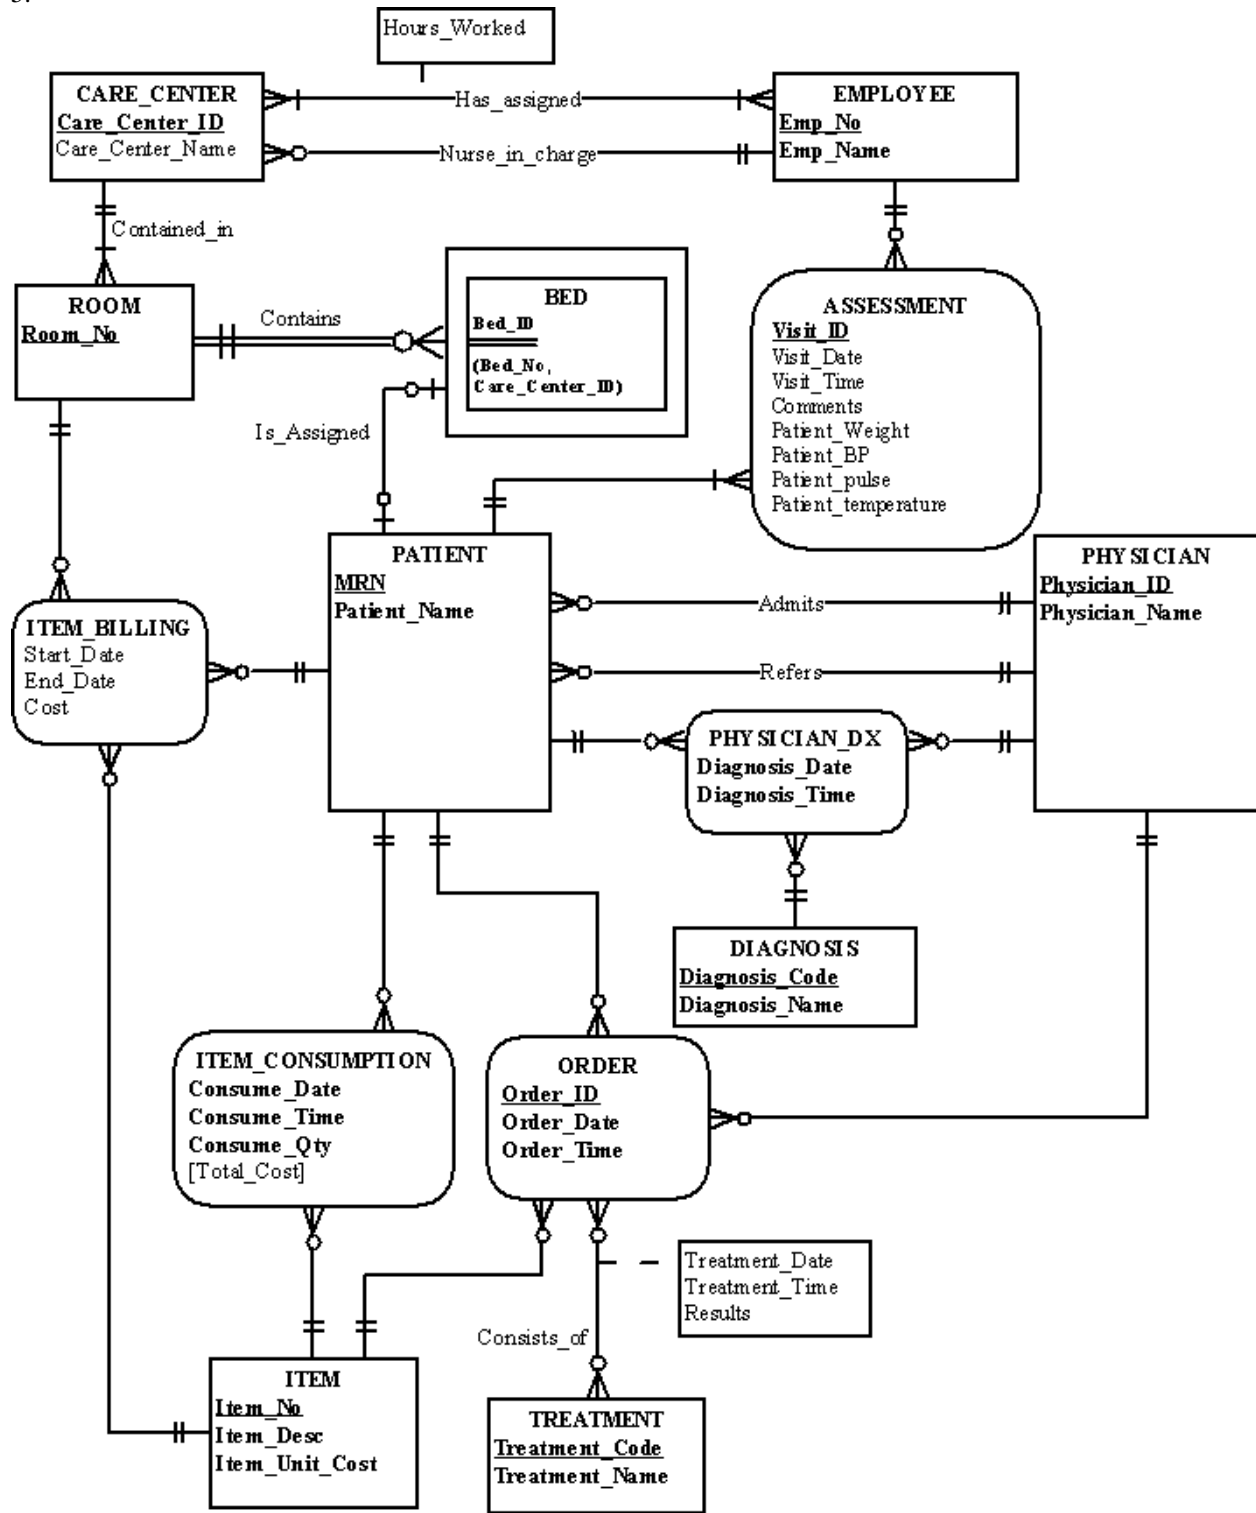 Hours_Worked
CARE_CENTER
Care_Center_ID
Care_Center_Name
Has_assigned
Nurse_in_charge
EMPLOYEE
Emp_No
Emp_Name
Contained_in
ROOM
Room_No
Contains
BED
Bed_ID
(Bed_No,
Care_Center_ID)
Is_Assigned
ASSESSMENT
Visit_ID
Visit_Date
Visit_Time
Comments
Patient_Weight
Patient_BP
Patient_pulse
Patient_temperature
PATIENT
MRN
Patient_Name
Admits
Refers
PHYSICIAN
Physician_ID
Physician_Name
ITEM_BILLING
Start_Date
End_Date
Cost
PHYSICIAN_DX
Diagnosis_Date
Diagnosis_Time
DIAGNOSIS
Diagnosis_Code
Diagnosis_Name
ITEM_CONSUMPTION
Consume_Date
Consume_Time
Consume_Qty
[Total_Cost]
ORDER
Order_ID
Order_Date
Order_Time
Treatment_Date
Treatment_Time
Results
Consists_of
ITEM
Item_No
Item_Desc
Item_Unit_Cost
TREATMENT
Treatment_Code
Treatment_Name